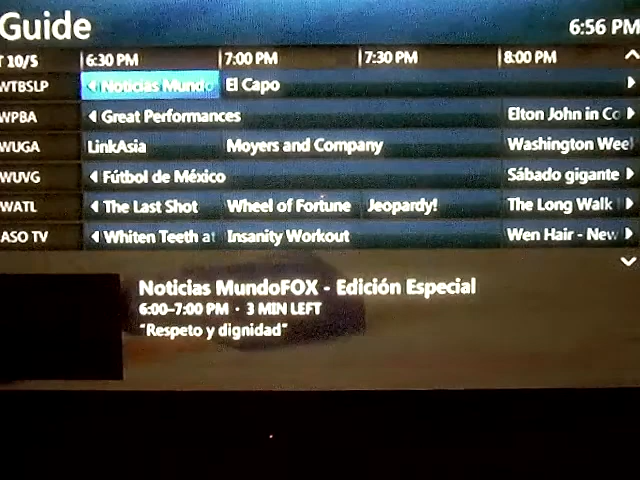 Guide 6:56 PM
T 10/5 6:30 PM 7:00 PM 7:30 PM 8:00 PM
WTBSLP Noticias Mundo El Capo
WPBA Great Performances Elton John in Co
WUGA LinkAsia Moyers and Company Washington Wee
WUVG Fútbol de México Sábado gigante
WATL The Last Shot Wheel of Fortune Jeopardy! The Long Walk
ASO TV Whiten Teeth at Insanity Workout Wen Hair - New
Noticias MundoFOX - Edición Especial
6:00-7:00 PM · 3 MIN LEFT
"Respeto y dignidad"